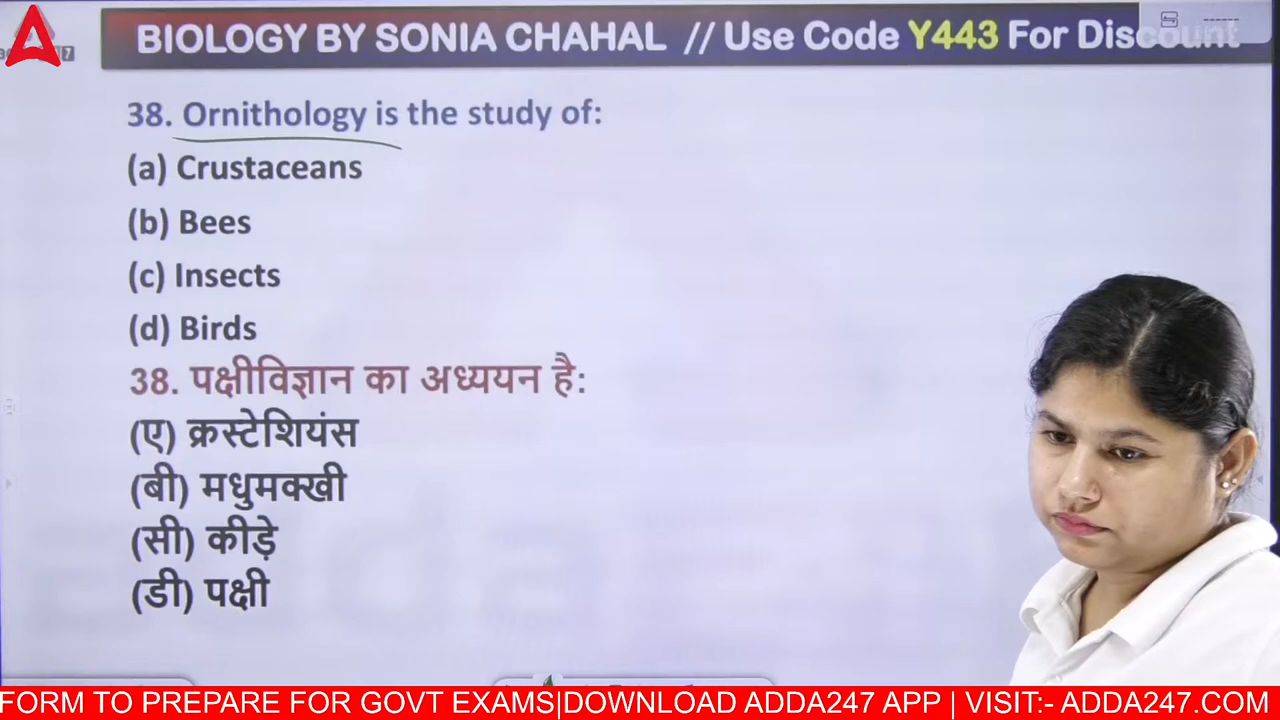 BIOLOGY BY SONIA CHAHAL // Use Code Y443 For Discount
38. Ornithology is the study of:
(a) Crustaceans
(b) Bees
(c) Insects
(d) Birds
38. पक्षीविज्ञान का अध्ययन है:
(ए) क्रस्टेशियंस
(बी) मधुमक्खी
(सी) कीड़े
(डी) पक्षी
FORM TO PREPARE FOR GOVT EXAMS|DOWNLOAD ADDA247 APP | VISIT:- ADDA247.COM